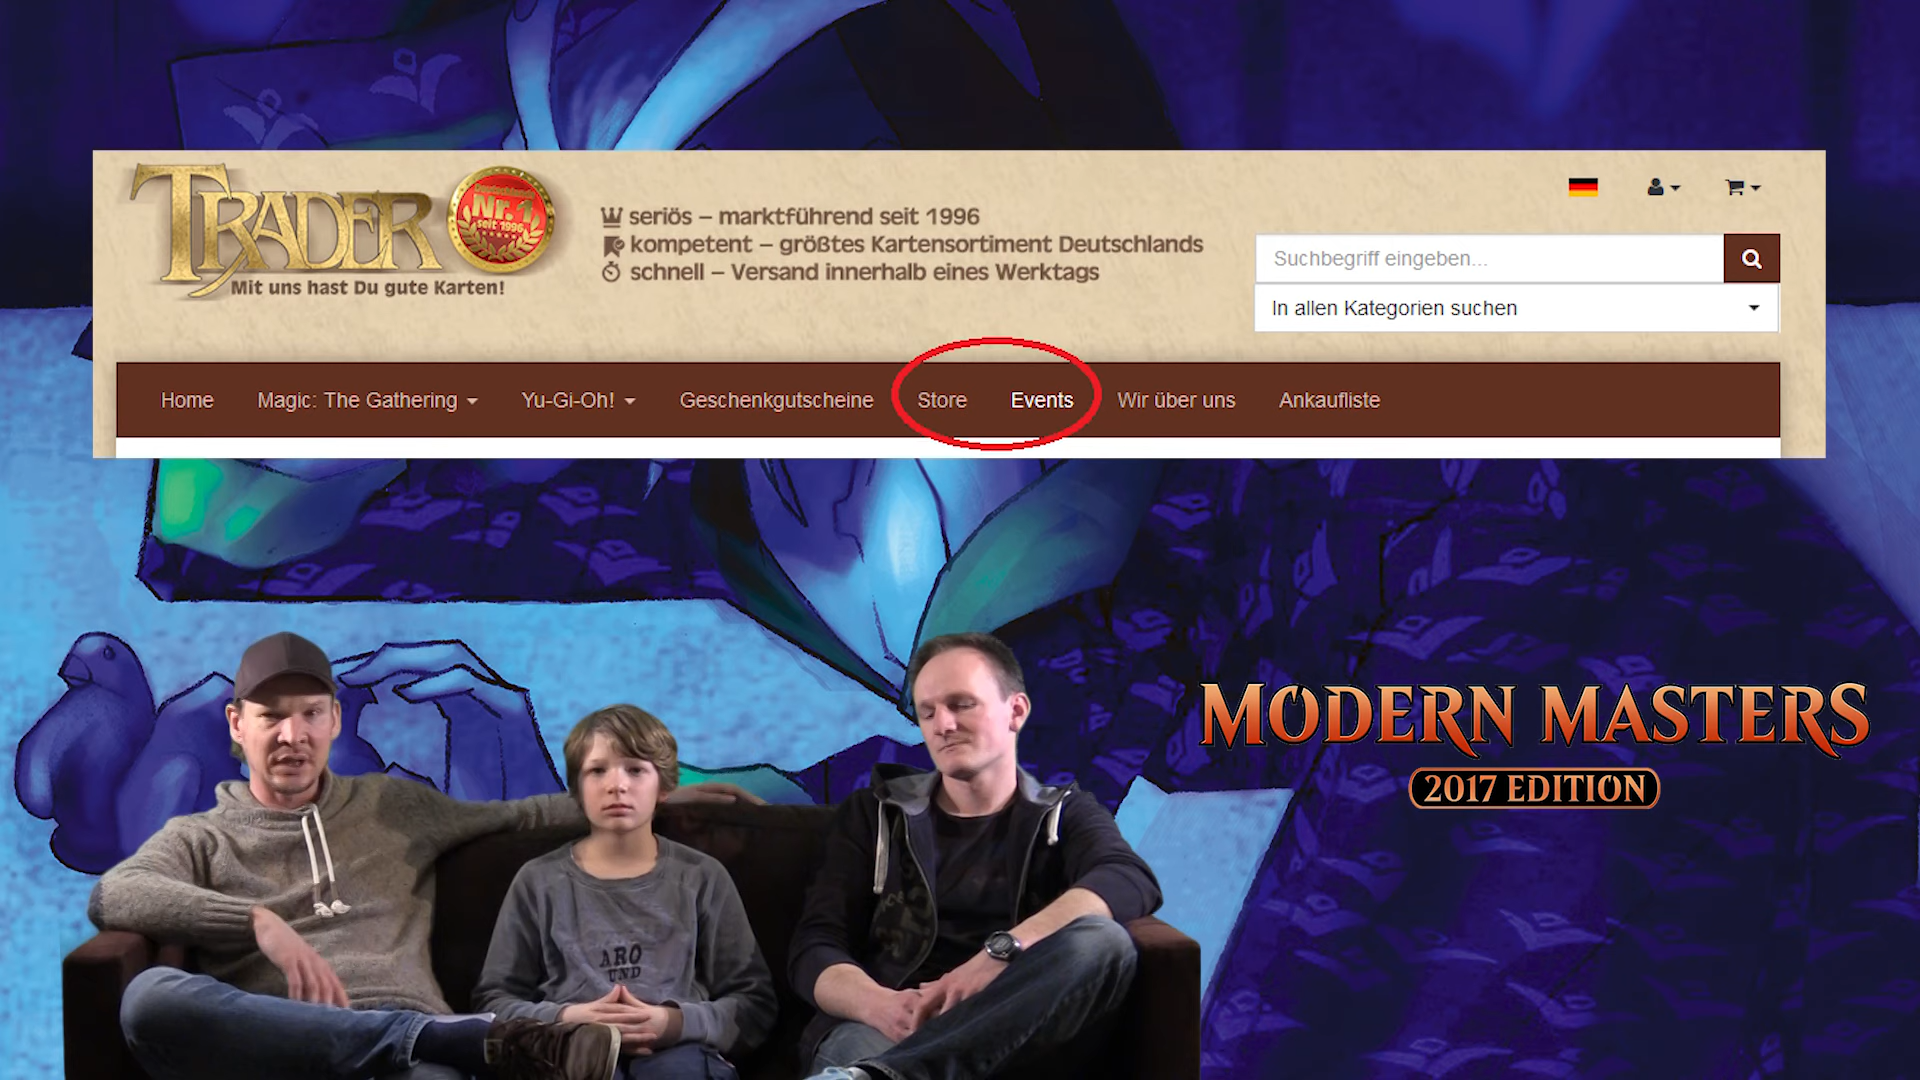 TRADER
Deutschlands
Nr. 1
seit 1996
Mit uns hast Du gute Karten!
seriös – marktführend seit 1996
kompetent – größtes Kartensortiment Deutschlands
schnell – Versand innerhalb eines Werktags
Suchbegriff eingeben...
In allen Kategorien suchen
Home Magic: The Gathering Yu-Gi-Oh! Geschenkgutscheine Store Events Wir über uns Ankaufliste
MODERN MASTERS
2017 EDITION
ARO
UND